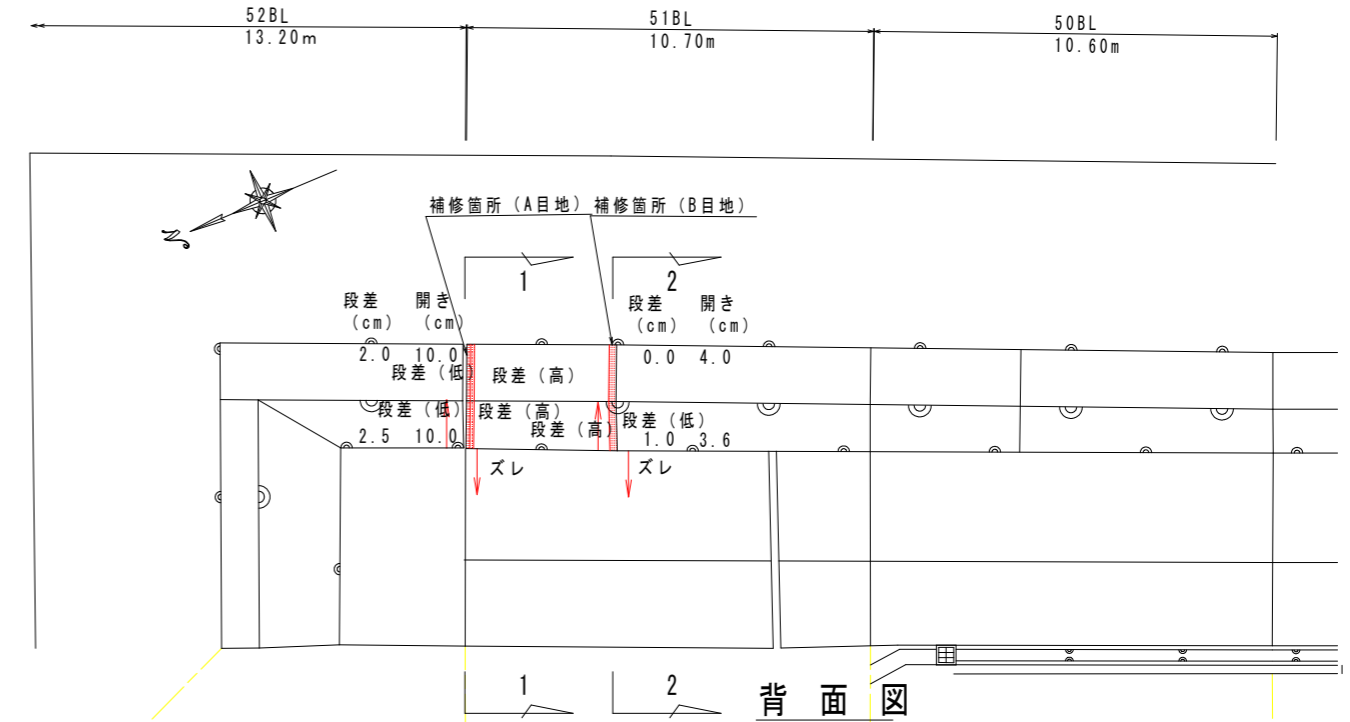 52BL
13.20m
51BL
10.70m
50BL
10.60m
N
補修箇所（A目地） 補修箇所（B目地）
1
2
段差 開き
（cm） （cm）
2.0 10.0
段差（低）
段差（高）
段差 開き
（cm） （cm）
0.0 4.0
段差（低）
2.5 10.0
段差（高）
段差（高）
段差（低）
1.0 3.6
ズレ
ズレ
1
2
背面図